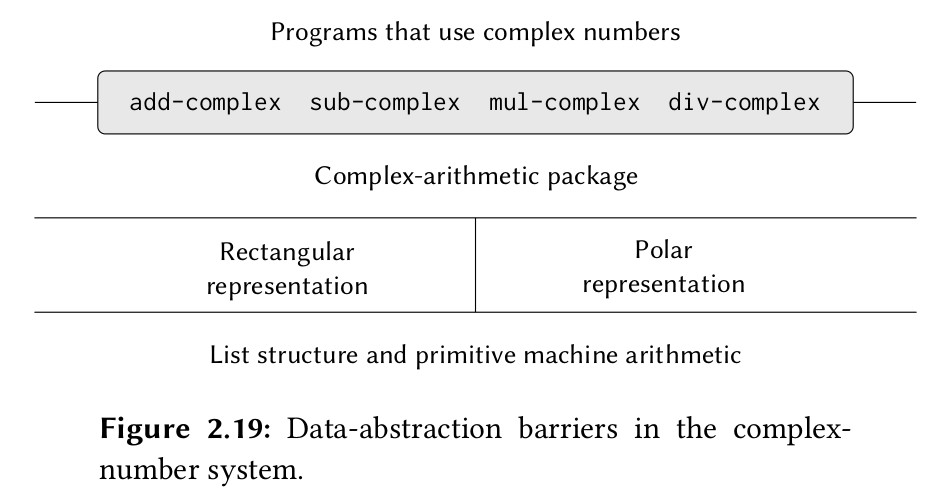 Programs that use complex numbers
add-complex sub-complex mul-complex div-complex
Complex-arithmetic package
Rectangular
representation
Polar
representation
List structure and primitive machine arithmetic
Figure 2.19: Data-abstraction barriers in the complex-
number system.